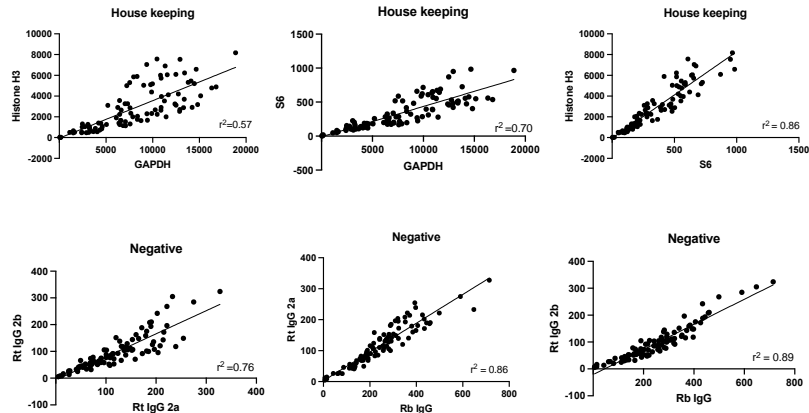 House keeping
Histone H3
10000
8000
6000
4000
2000
0
-2000
5000
10000
15000
20000
GAPDH
r²=0.57
House keeping
S6
1500
1000
500
0
-500
5000
10000
15000
20000
GAPDH
r²=0.70
House keeping
Histone H3
10000
8000
6000
4000
2000
0
-2000
500
1000
1500
S6
r² = 0.86
Negative
Rt IgG 2b
400
300
200
100
0
-100
100
200
300
400
Rt IgG 2a
r²=0.76
Negative
Rt IgG 2a
400
300
200
100
0
0
200
400
600
800
Rb IgG
r² = 0.86
Negative
Rt IgG 2b
400
300
200
100
0
-100
200
400
600
800
Rb IgG
r² = 0.89